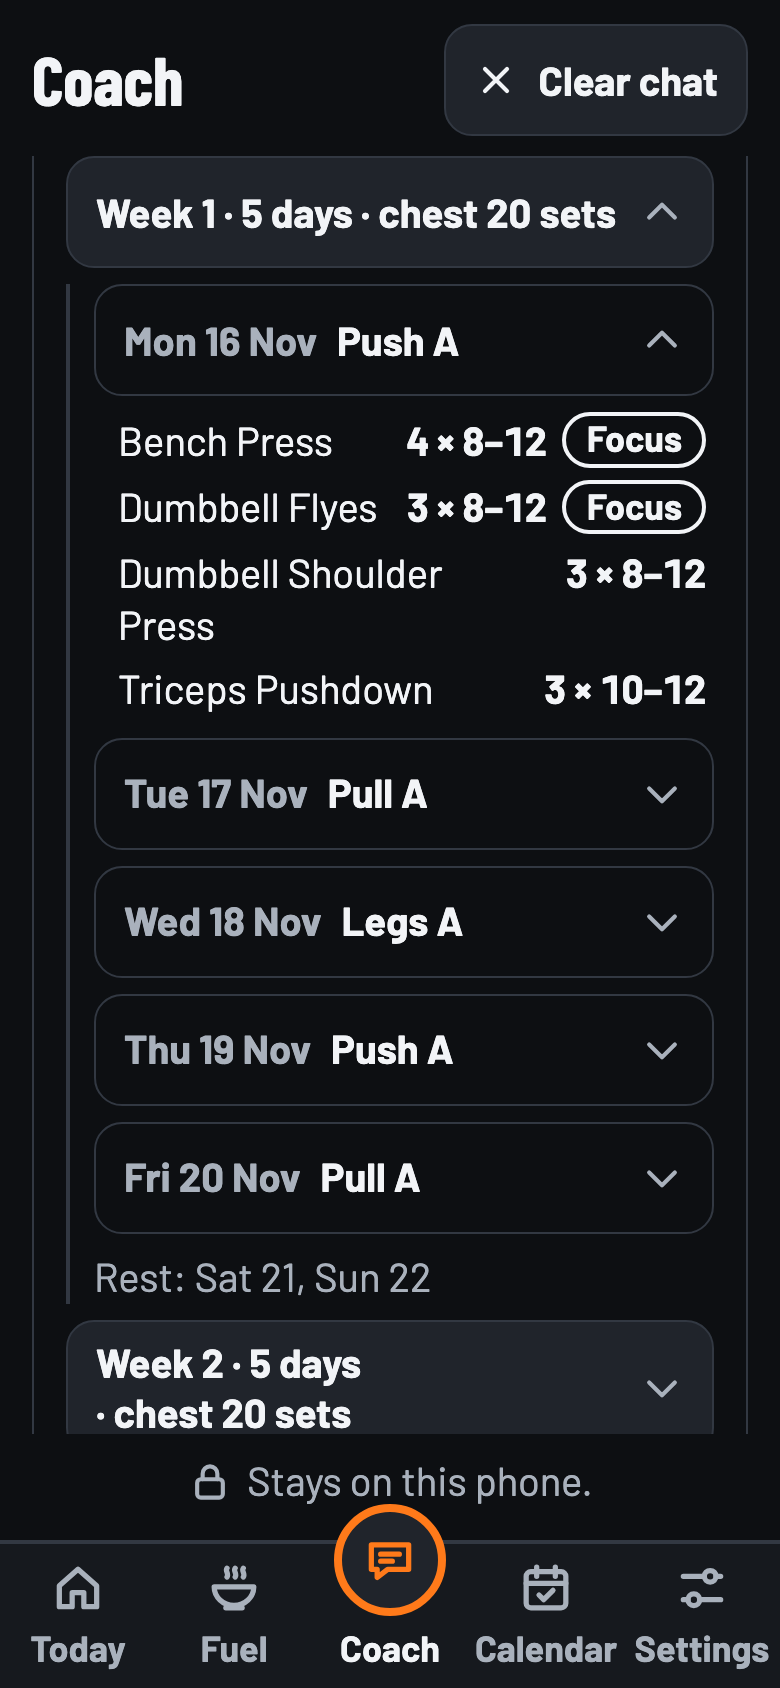 Coach
Clear chat
Week 1 · 5 days · chest 20 sets
Mon 16 Nov Push A
Bench Press 4 × 8–12 Focus
Dumbbell Flyes 3 × 8–12 Focus
Dumbbell Shoulder 3 × 8–12
Press
Triceps Pushdown 3 × 10–12
Tue 17 Nov Pull A
Wed 18 Nov Legs A
Thu 19 Nov Push A
Fri 20 Nov Pull A
Rest: Sat 21, Sun 22
Week 2 · 5 days
· chest 20 sets
Stays on this phone.
Today Fuel Coach Calendar Settings